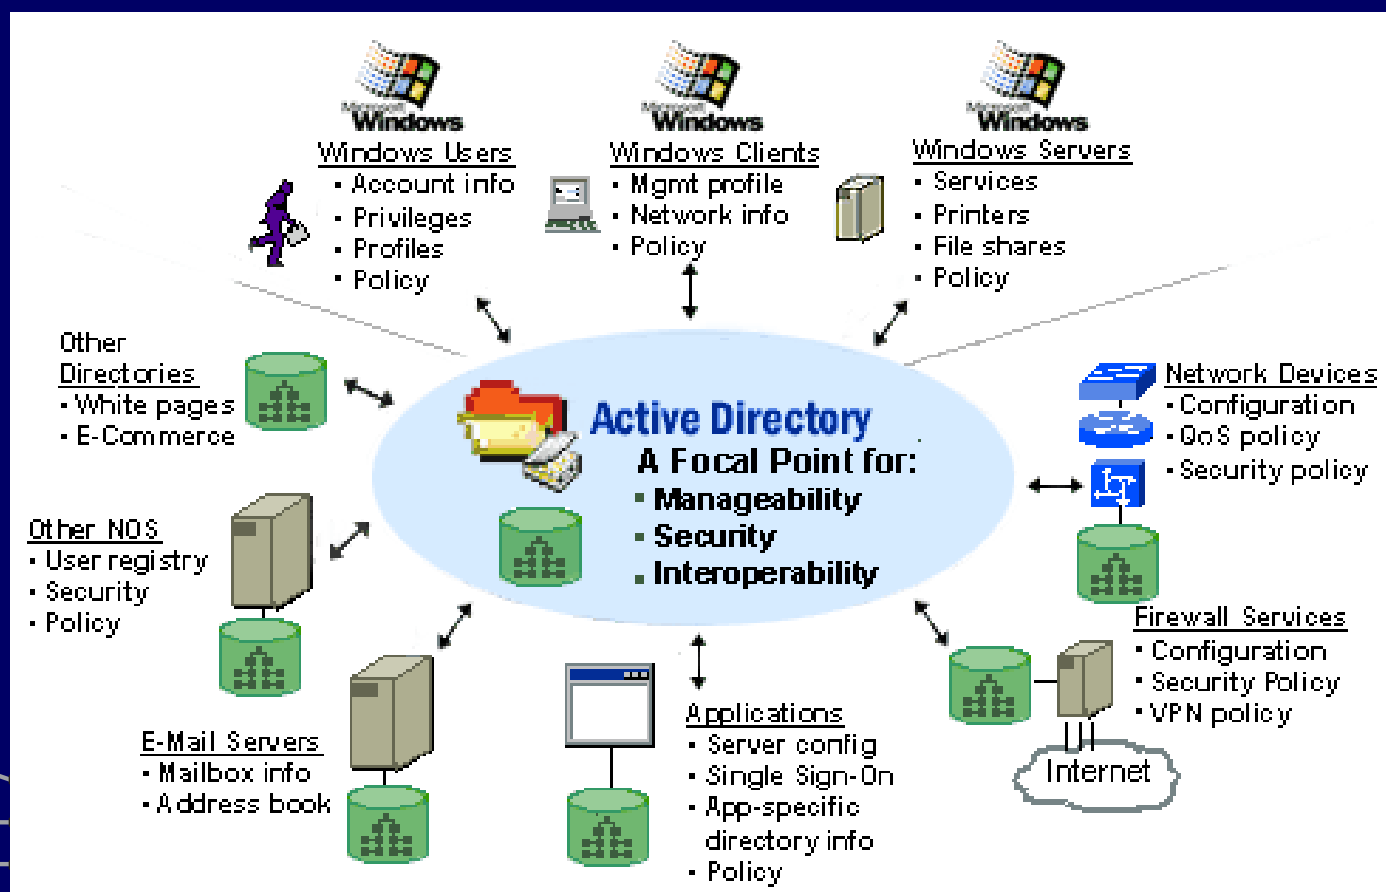 Microsoft
Windows
Windows Users
▪ Account info
▪ Privileges
▪ Profiles
▪ Policy
Microsoft
Windows
Windows Clients
▪ Mgmt profile
▪ Network info
▪ Policy
Microsoft
Windows
Windows Servers
▪ Services
▪ Printers
▪ File shares
▪ Policy
Other
Directories
▪ White pages
▪ E-Commerce
Active Directory
A Focal Point for:
▪ Manageability
▪ Security
▪ Interoperability
Network Devices
▪ Configuration
▪ QoS policy
▪ Security policy
Other NOS
▪ User registry
▪ Security
▪ Policy
Firewall Services
▪ Configuration
▪ Security Policy
▪ VPN policy
Internet
E-Mail Servers
▪ Mailbox info
▪ Address book
Applications
▪ Server config
▪ Single Sign-On
▪ App-specific
directory info
▪ Policy